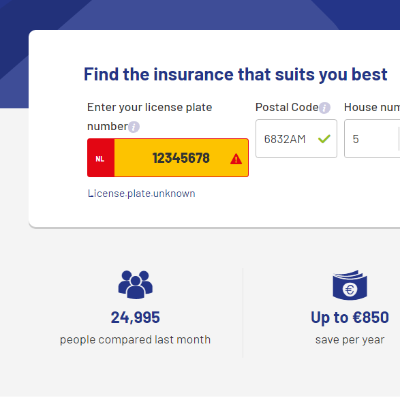 Find the insurance that suits you best
Enter your license plate number
Postal Code
House num
NL
12345678
6832AM
5
License plate unknown
24,995
people compared last month
Up to €850
save per year